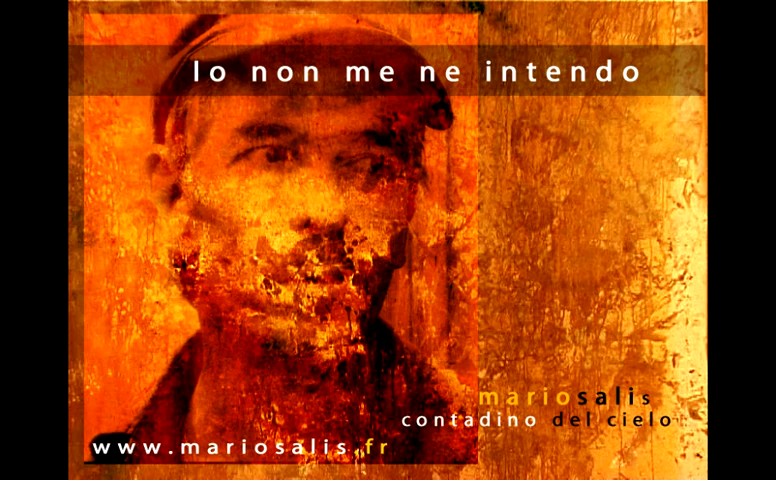 Io non me ne intendo
mariosalis
contadino del cielo
www.mariosalis.fr